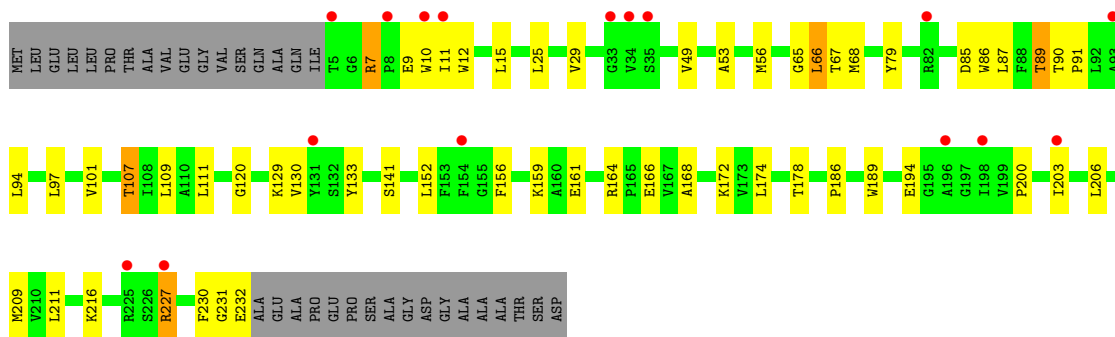 MET LEU GLU LEU LEU PRO THR ALA VAL GLU GLY VAL SER GLN ALA GLN ILE T5 G6 R7 P8 E9 W10 I11 W12 L15 L25 V29 G33 V34 S35 V49 A53 M56 G65 L66 T67 M68 Y79 R82 D85 W86 L87 F88 T89 T90 P91 L92 A93
L94 L97 V101 T107 I108 L109 A110 L111 G120 K129 V130 Y131 S132 Y133 S141 L152 F153 F154 G155 F156 K159 A160 E161 R164 P165 E166 V167 A168 K172 V173 L174 T178 P186 W189 E194 G195 A196 G197 I198 V199 P200 I203 L206
M209 V210 L211 K216 R225 S226 R227 F230 G231 E232 ALA GLU ALA PRO GLU PRO SER ALA GLY ASP GLY ALA ALA ALA THR SER ASP